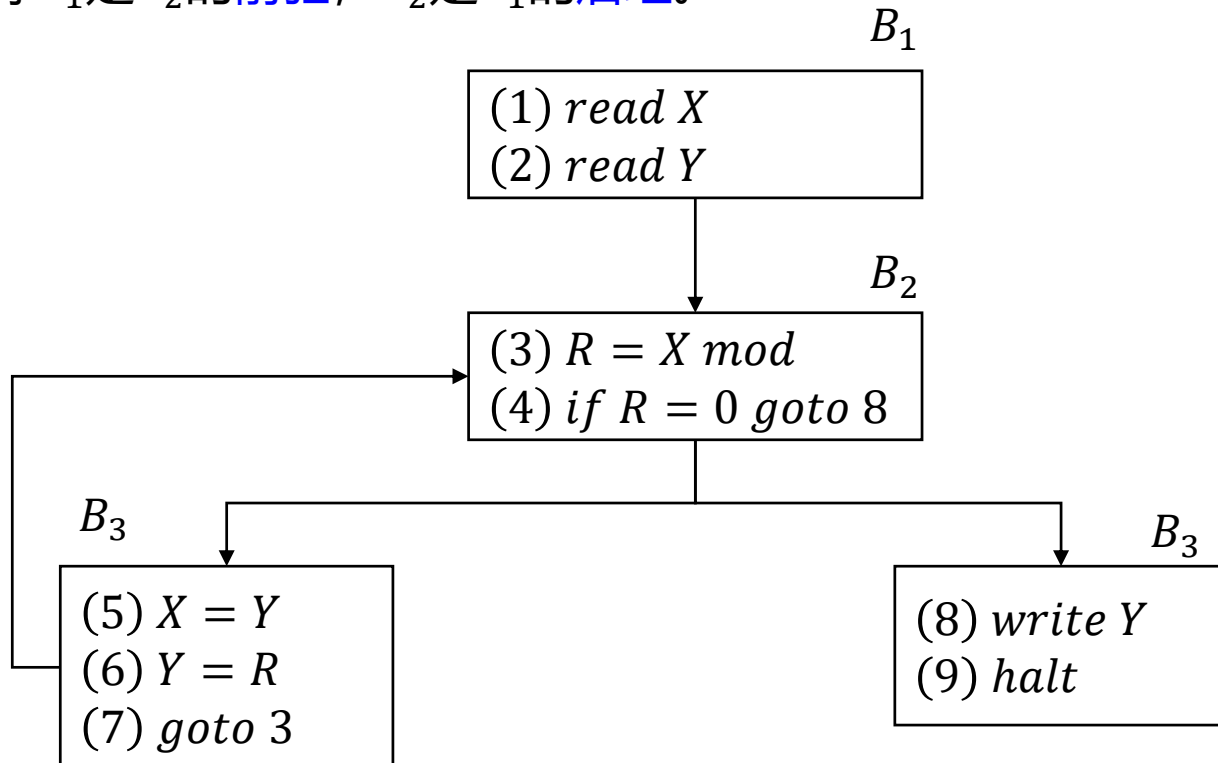 B₁
(1) read X
(2) read Y
B₂
(3) R = X mod
(4) if R = 0 goto 8
B₃
(5) X = Y
(6) Y = R
(7) goto 3
B₃
(8) write Y
(9) halt